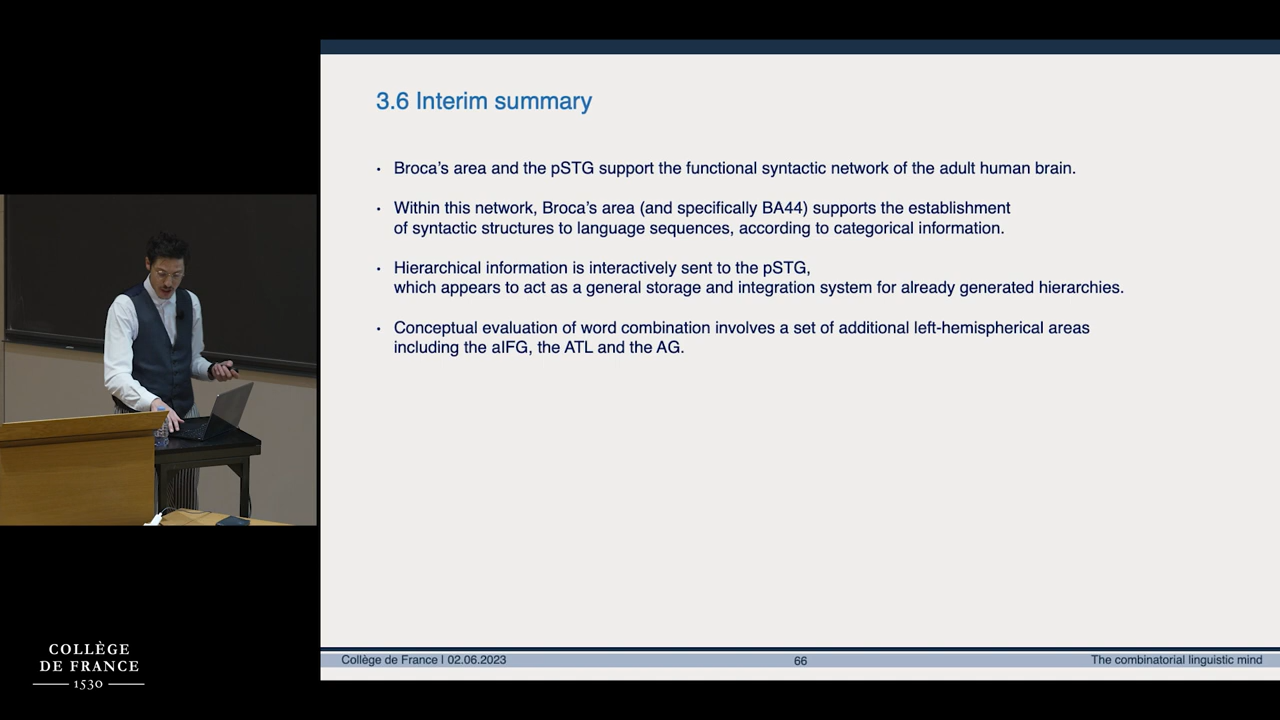 3.6 Interim summary
• Broca's area and the pSTG support the functional syntactic network of the adult human brain.
• Within this network, Broca's area (and specifically BA44) supports the establishment
of syntactic structures to language sequences, according to categorical information.
• Hierarchical information is interactively sent to the pSTG,
which appears to act as a general storage and integration system for already generated hierarchies.
• Conceptual evaluation of word combination involves a set of additional left-hemispherical areas
including the aIFG, the ATL and the AG.
Collège de France | 02.06.2023
66
The combinatorial linguistic mind
COLLÈGE
DE FRANCE
1530